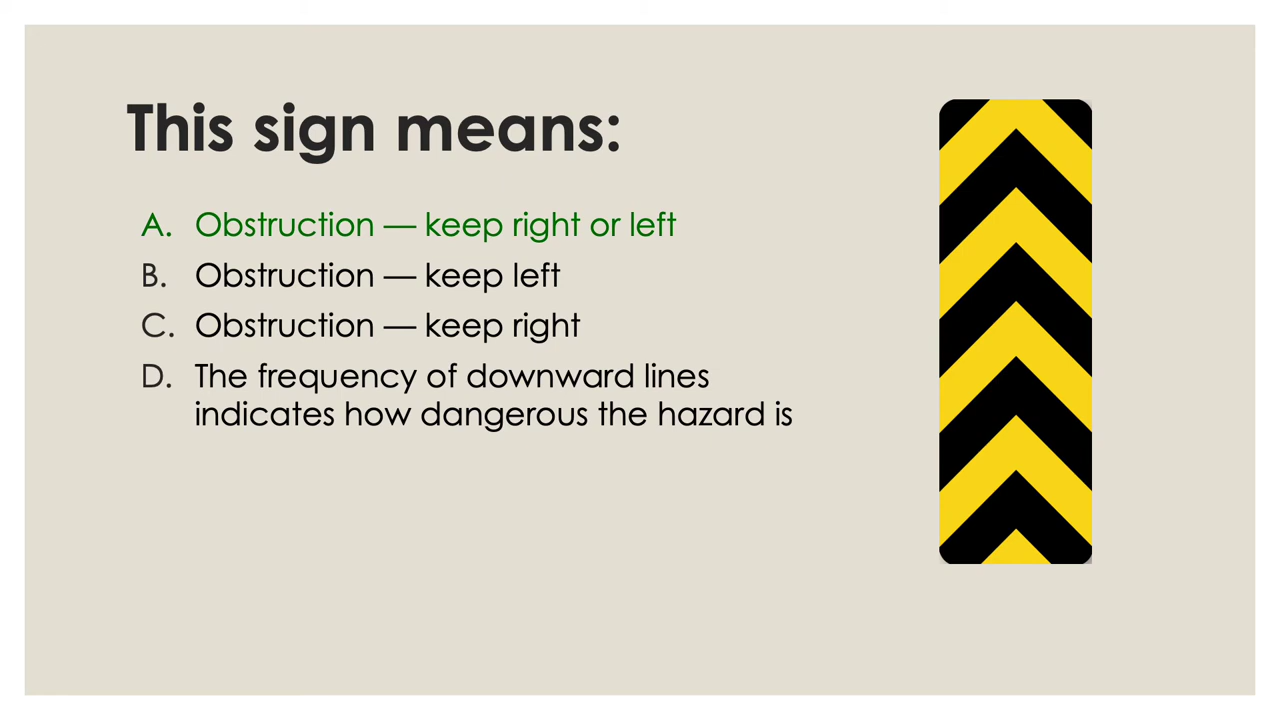 This sign means:
A. Obstruction — keep right or left
B. Obstruction — keep left
C. Obstruction — keep right
D. The frequency of downward lines
indicates how dangerous the hazard is